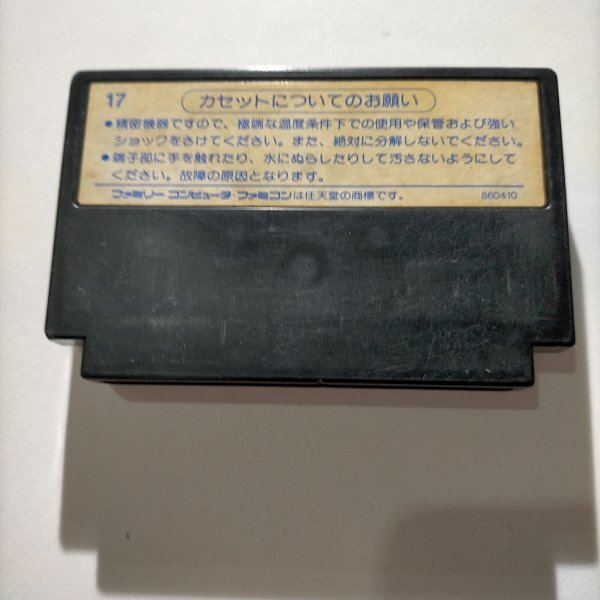 17
カセットについてのお願い
●精密機器ですので、極端な温度条件下での使用や保管および強い
ショックをさけてください。また、絶対に分解しないでください。
●端子部に手を触れたり、水にぬらしたりして汚さないようにして
ください。故障の原因となります。
ファミリー コンピュータ・ファミコンは任天堂の商標です。
860410